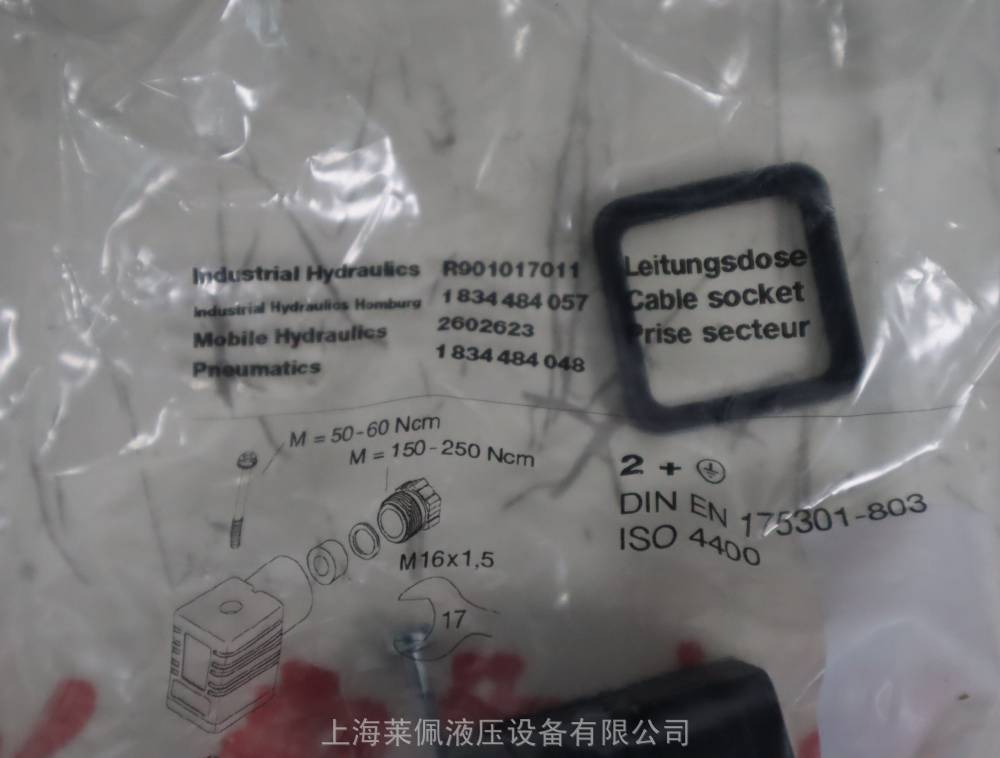 Industrial Hydraulics R901017011
Industrial Hydraulics Homburg 1 834 484 057
Mobile Hydraulics 2602623
Pneumatics 1 834 484 048
Leitungsdose
Cable socket
Prise secteur
M = 50-60 Ncm
M = 150-250 Ncm
M16x1,5
17
2 +
DIN EN 175301-803
ISO 4400
上海莱佩液压设备有限公司